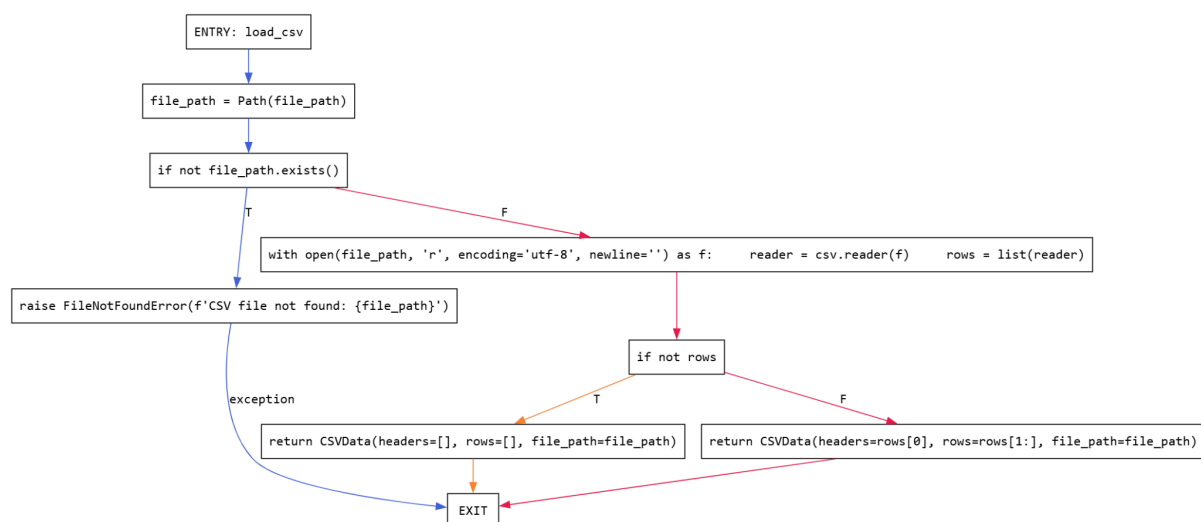 ENTRY: load_csv
file_path = Path(file_path)
if not file_path.exists()
T
F
with open(file_path, 'r', encoding='utf-8', newline='') as f:     reader = csv.reader(f)     rows = list(reader)
raise FileNotFoundError(f'CSV file not found: {file_path}')
if not rows
exception
T
F
return CSVData(headers=[], rows=[], file_path=file_path)
return CSVData(headers=rows[0], rows=rows[1:], file_path=file_path)
EXIT